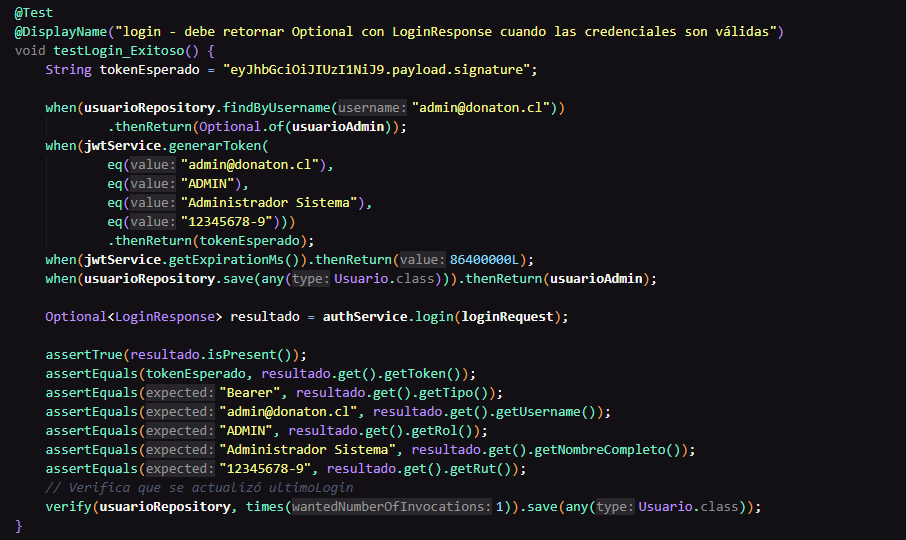 @Test
@DisplayName("login - debe retornar Optional con LoginResponse cuando las credenciales son válidas")
void testLogin_Exitoso() {
String tokenEsperado = "eyJhbGciOiJIUzI1NiJ9.payload.signature";
when(usuarioRepository.findByUsername(username: "admin@donaton.cl"))
.thenReturn(Optional.of(usuarioAdmin));
when(jwtService.generarToken(
eq(value: "admin@donaton.cl"),
eq(value: "ADMIN"),
eq(value: "Administrador Sistema"),
eq(value: "12345678-9")))
.thenReturn(tokenEsperado);
when(jwtService.getExpirationMs()).thenReturn(value: 86400000L);
when(usuarioRepository.save(any(type: Usuario.class))).thenReturn(usuarioAdmin);
Optional<LoginResponse> resultado = authService.login(loginRequest);
assertTrue(resultado.isPresent());
assertEquals(tokenEsperado, resultado.get().getToken());
assertEquals(expected: "Bearer", resultado.get().getTipo());
assertEquals(expected: "admin@donaton.cl", resultado.get().getUsername());
assertEquals(expected: "ADMIN", resultado.get().getRol());
assertEquals(expected: "Administrador Sistema", resultado.get().getNombreCompleto());
assertEquals(expected: "12345678-9", resultado.get().getRut());
// Verifica que se actualizó ultimoLogin
verify(usuarioRepository, times(wantedNumberOfInvocations: 1)).save(any(type: Usuario.class));
}